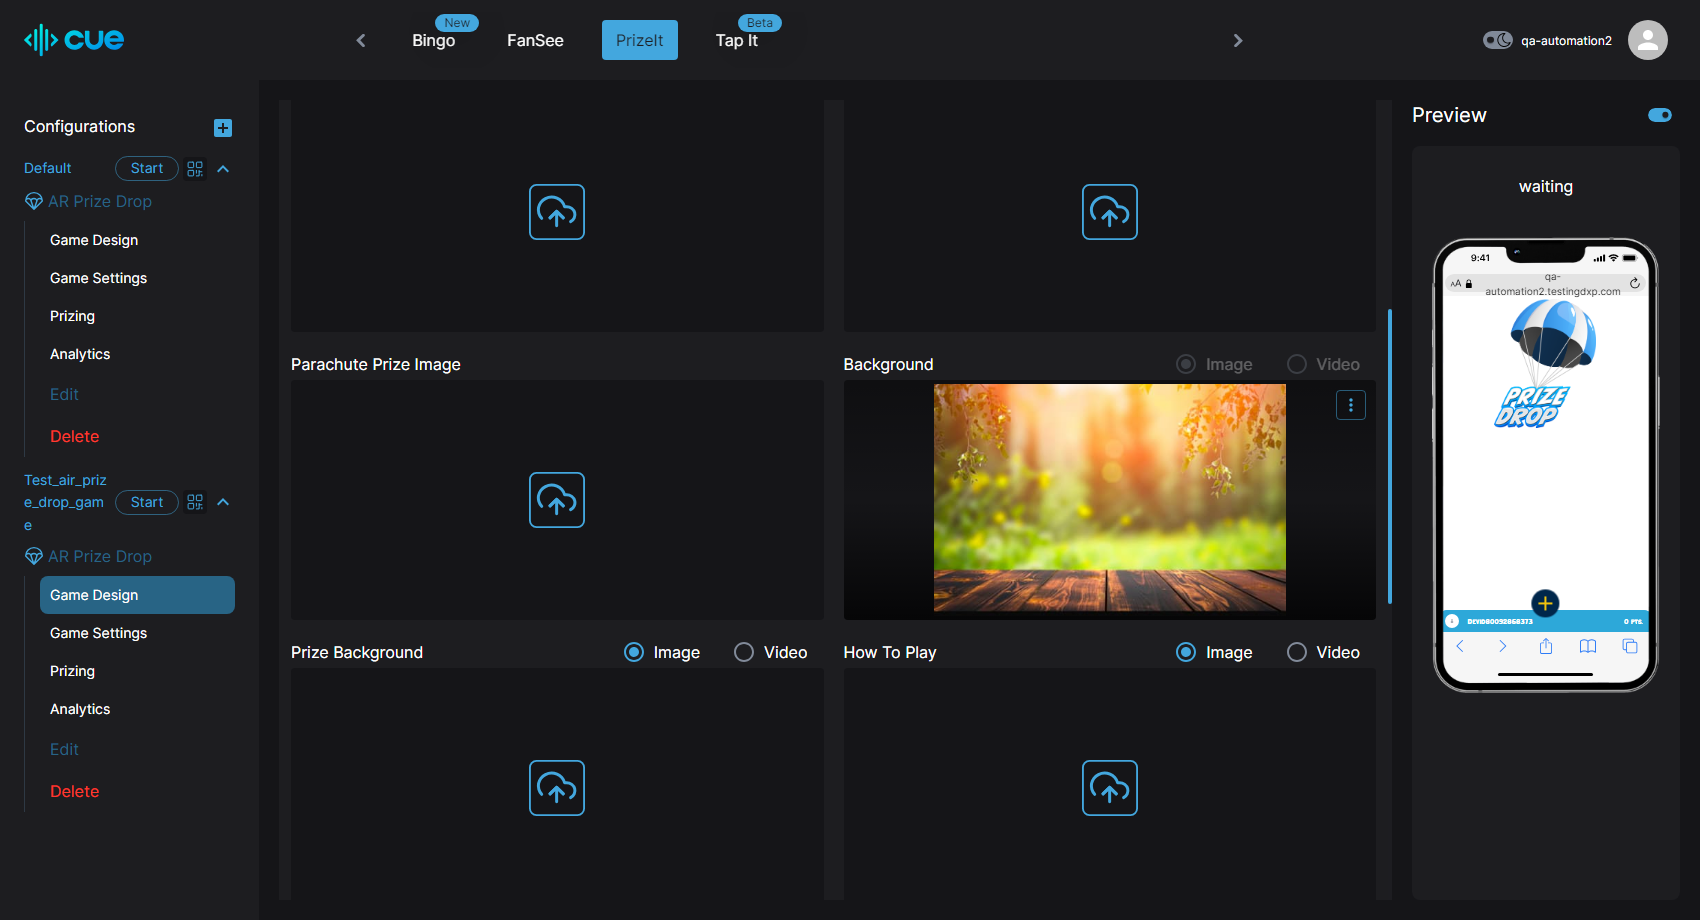 cue
New
Bingo
FanSee
PrizeIt
Beta
Tap It
qa-automation2
Configurations
Default
Start
AR Prize Drop
Game Design
Game Settings
Prizing
Analytics
Edit
Delete
Test_air_priz
e_drop_gam
e
Start
AR Prize Drop
Game Design
Game Settings
Prizing
Analytics
Edit
Delete
Parachute Prize Image
Background
Image
Video
Prize Background
Image
Video
How To Play
Image
Video
Preview
waiting
9:41
AA
qa-
automation2.testingdxp.com
PRIZE
DROP
0 PTS.